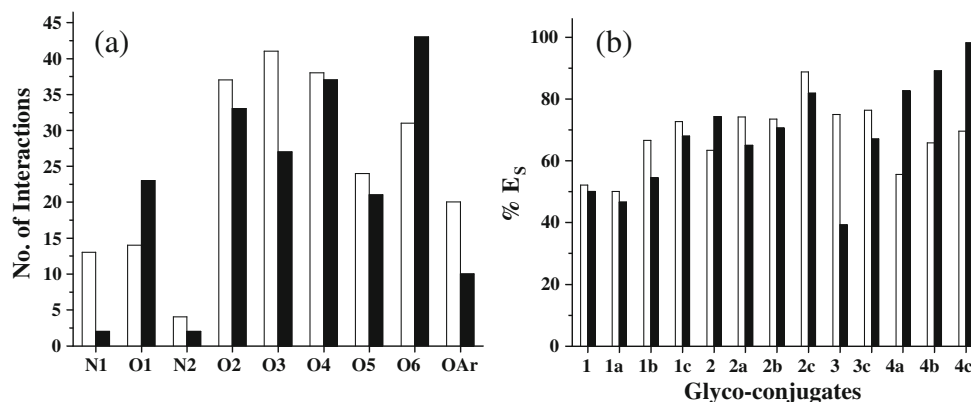 (a)
No. of Interactions
45
40
35
30
25
20
15
10
5
0
N1 O1 N2 O2 O3 O4 O5 O6 OAr
(b)
% E_S
100
80
60
40
20
0
1 1a 1b 1c 2 2a 2b 2c 3 3c 4a 4b 4c
Glyco-conjugates